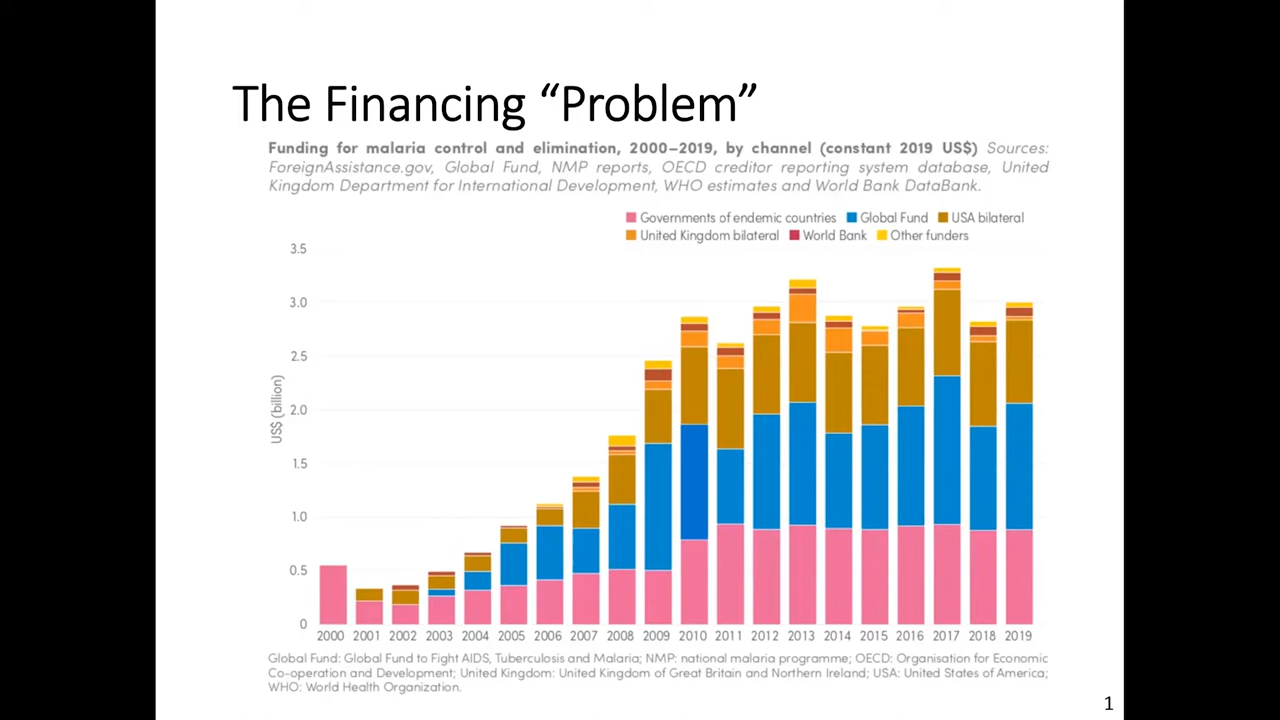 The Financing “Problem”
Funding for malaria control and elimination, 2000–2019, by channel (constant 2019 US$) Sources:
ForeignAssistance.gov, Global Fund, NMP reports, OECD creditor reporting system database, United
Kingdom Department for International Development, WHO estimates and World Bank DataBank.
Governments of endemic countries Global Fund USA bilateral
United Kingdom bilateral World Bank Other funders
3.5
3.0
2.5
2.0
1.5
1.0
0.5
0
US$ (billion)
2000 2001 2002 2003 2004 2005 2006 2007 2008 2009 2010 2011 2012 2013 2014 2015 2016 2017 2018 2019
Global Fund: Global Fund to Fight AIDS, Tuberculosis and Malaria; NMP: national malaria programme; OECD: Organisation for Economic
Co-operation and Development; United Kingdom: United Kingdom of Great Britain and Northern Ireland; USA: United States of America;
WHO: World Health Organization.
1